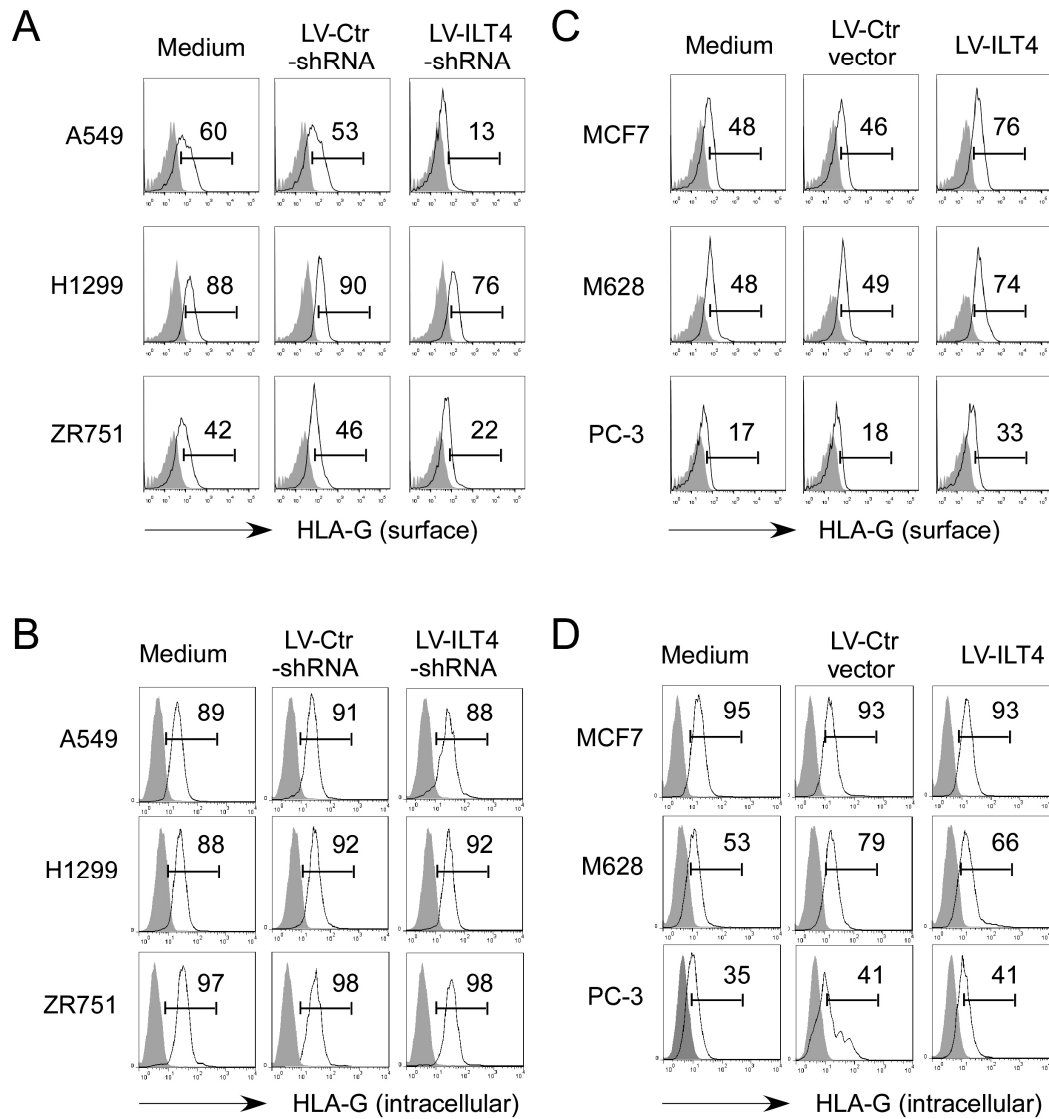 A
Medium
LV-Ctr
-shRNA
LV-ILT4
-shRNA
A549
60
53
13
H1299
88
90
76
ZR751
42
46
22
HLA-G (surface)
C
Medium
LV-Ctr
vector
LV-ILT4
MCF7
48
46
76
M628
48
49
74
PC-3
17
18
33
HLA-G (surface)
B
Medium
LV-Ctr
-shRNA
LV-ILT4
-shRNA
A549
89
91
88
H1299
88
92
92
ZR751
97
98
98
HLA-G (intracellular)
D
Medium
LV-Ctr
vector
LV-ILT4
MCF7
95
93
93
M628
53
79
66
PC-3
35
41
41
HLA-G (intracellular)